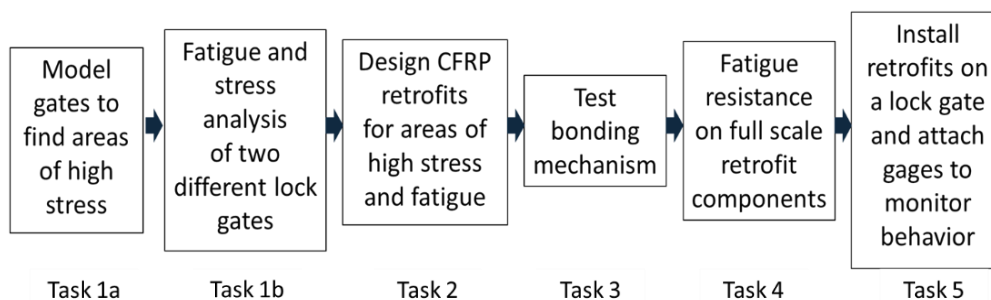 Model
gates to
find areas
of high
stress
Fatigue and
stress
analysis
of two
different lock
gates
Design CFRP
retrofits
for areas of
high stress
and fatigue
Test
bonding
mechanism
Fatigue
resistance
on full scale
retrofit
components
Install
retrofits on
a lock gate
and attach
gages to
monitor
behavior
Task 1a
Task 1b
Task 2
Task 3
Task 4
Task 5